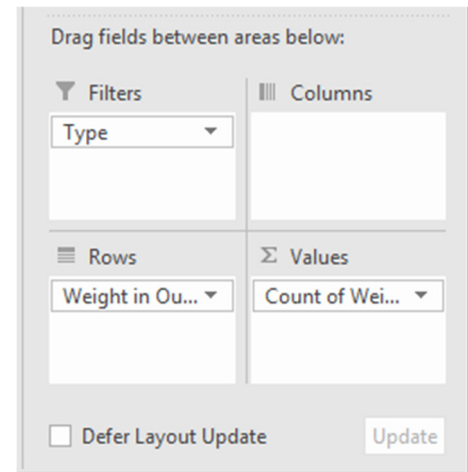 Drag fields between areas below:
Filters
Columns
Type
Rows
Σ Values
Weight in Ou...
Count of Wei...
Defer Layout Update
Update